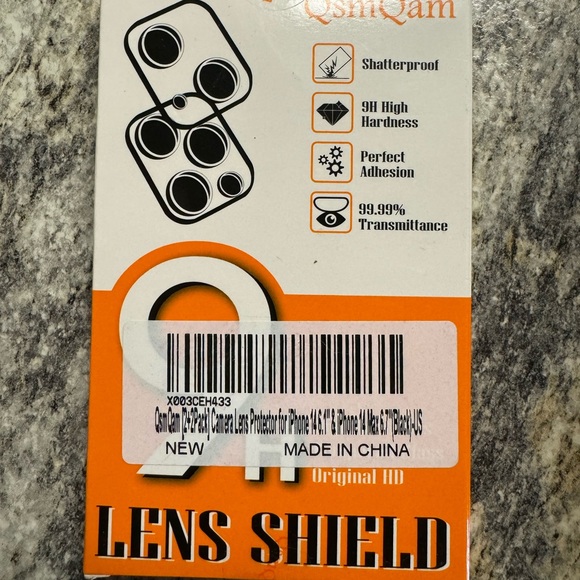 QsmQam
Shatterproof
9H High
Hardness
Perfect
Adhesion
99.99%
Transmittance
9H
X003CEH433
QsmQam [2+2Pack] Camera Lens Protector for iPhone 14 6.1" & iPhone 14 Max 6.7"(Black)-US
NEW MADE IN CHINA
Original HD
LENS SHIELD